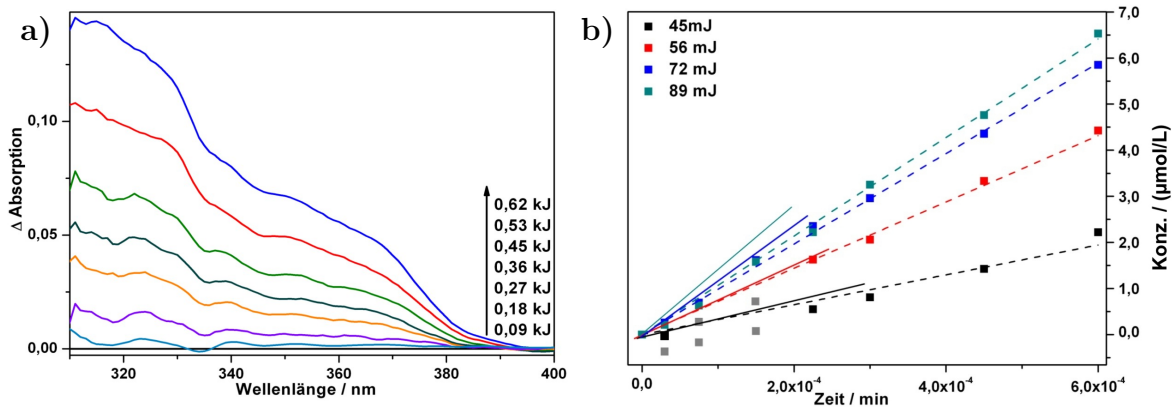 a)
Δ Absorption
0,10
0,05
0,00
0,62 kJ
0,53 kJ
0,45 kJ
0,36 kJ
0,27 kJ
0,18 kJ
0,09 kJ
320
340
360
380
400
Wellenlänge / nm
b)
45mJ
56 mJ
72 mJ
89 mJ
7,0
6,0
5,0
4,0
3,0
2,0
1,0
0,0
Konz. / (µmol/L)
0,0
2,0x10⁻⁴
4,0x10⁻⁴
6,0x10⁻⁴
Zeit / min